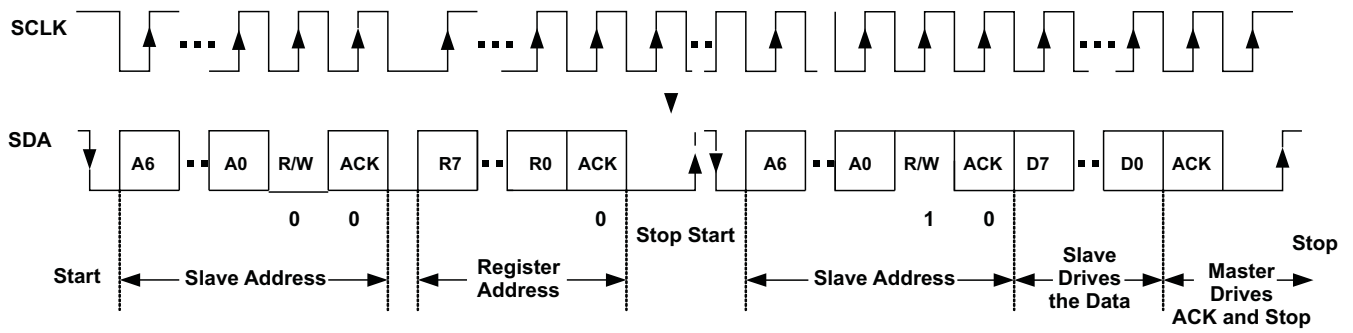 SCLK
SDA
A6 A0 R/W ACK R7 R0 ACK A6 A0 R/W ACK D7 D0 ACK
0 0 0 1 0
Stop Start
Stop
Start
Slave Address
Register
Address
Slave Address
Slave
Drives
the Data
Master
Drives
ACK and Stop